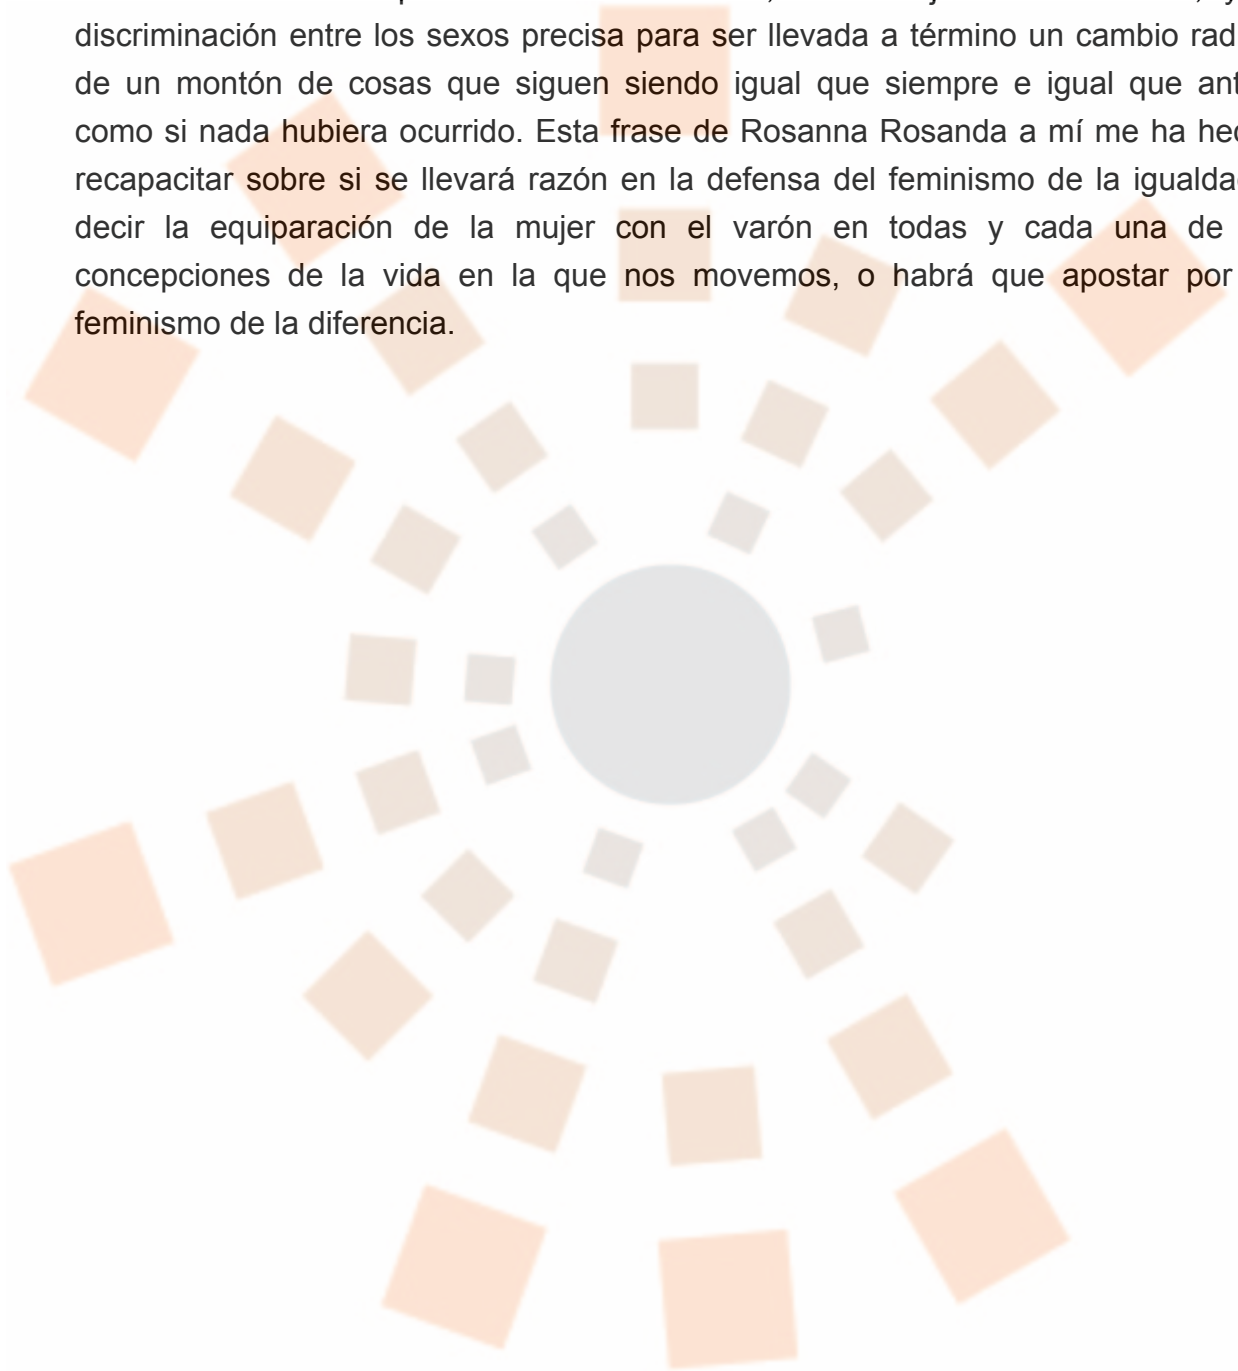 discriminación entre los sexos precisa para ser llevada a término un cambio rad
de un montón de cosas que siguen siendo igual que siempre e igual que ant
como si nada hubiera ocurrido. Esta frase de Rosanna Rosanda a mí me ha hec
recapacitar sobre si se llevará razón en la defensa del feminismo de la igualda
decir la equiparación de la mujer con el varón en todas y cada una de
concepciones de la vida en la que nos movemos, o habrá que apostar por
feminismo de la diferencia.